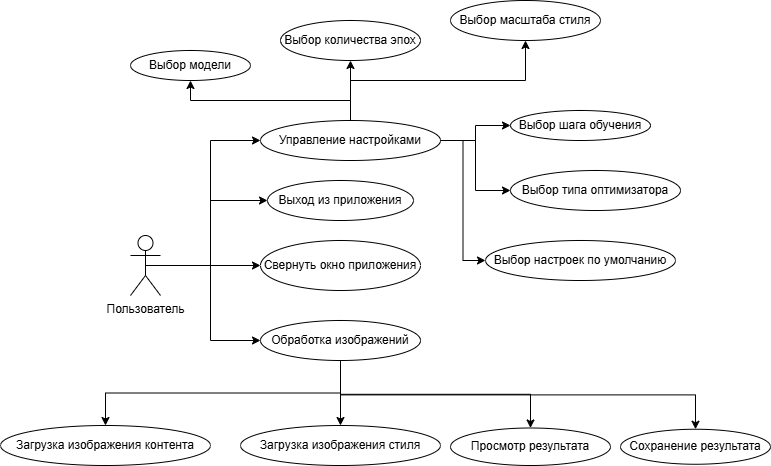 Выбор масштаба стиля
Выбор количества эпох
Выбор модели
Управление настройками
Выбор шага обучения
Выбор типа оптимизатора
Выход из приложения
Свернуть окно приложения
Выбор настроек по умолчанию
Пользователь
Обработка изображений
Загрузка изображения контента
Загрузка изображения стиля
Просмотр результата
Сохранение результата